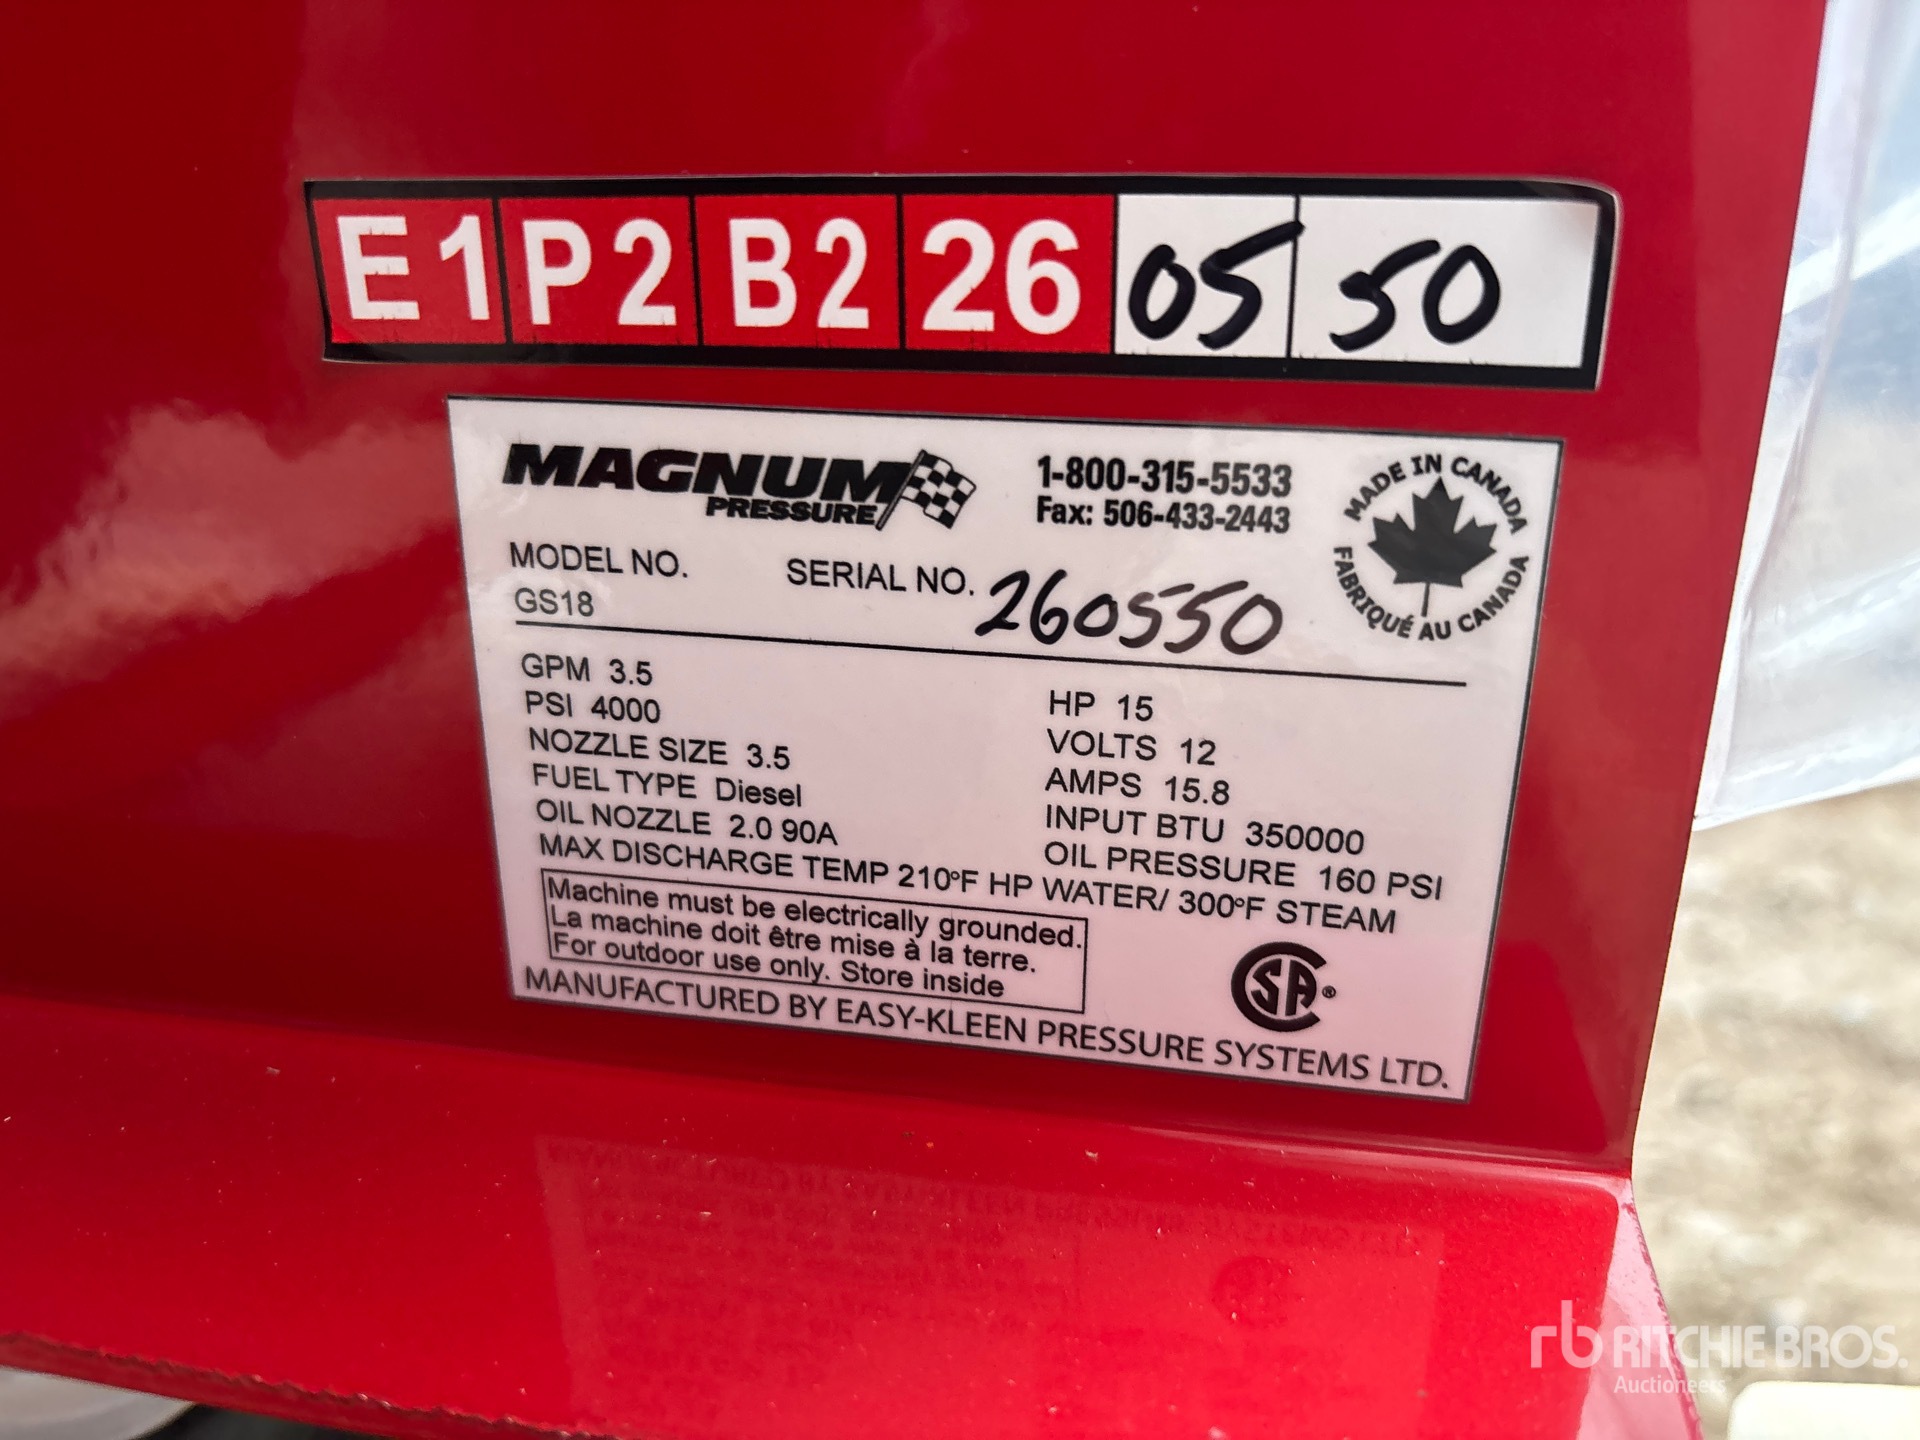 E1 P2 B2 26 05 50
MAGNUM PRESSURE
1-800-315-5533
Fax: 506-433-2443
MADE IN CANADA
FABRIQUÉ AU CANADA
MODEL NO.
GS18
SERIAL NO. 260550
GPM 3.5
PSI 4000
NOZZLE SIZE 3.5
FUEL TYPE Diesel
OIL NOZZLE 2.0 90A
HP 15
VOLTS 12
AMPS 15.8
INPUT BTU 350000
OIL PRESSURE 160 PSI
MAX DISCHARGE TEMP 210°F HP WATER/ 300°F STEAM
Machine must be electrically grounded.
La machine doit être mise à la terre.
For outdoor use only. Store inside
CSA®
MANUFACTURED BY EASY-KLEEN PRESSURE SYSTEMS LTD.
rb RITCHIE BROS.
Auctioneers